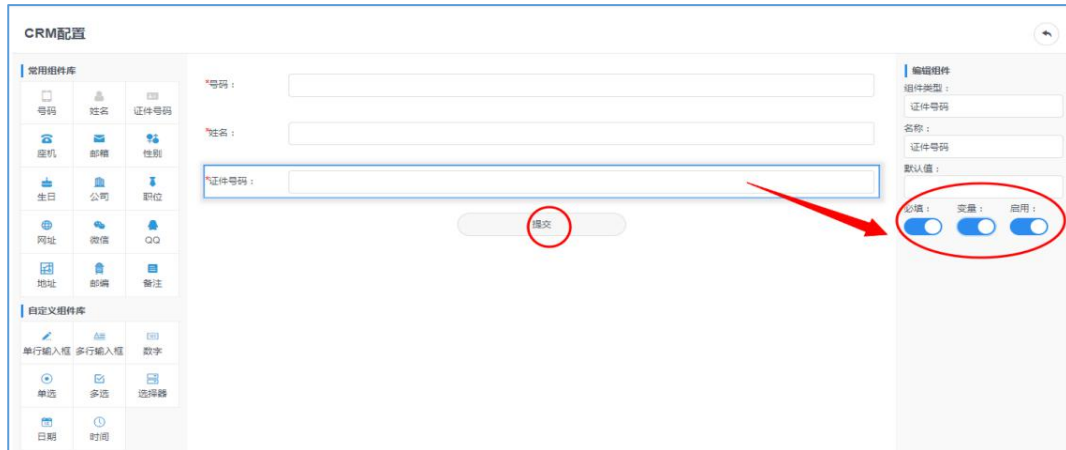 CRM配置
常用组件库
号码 姓名 证件号码
座机 邮箱 性别
生日 公司 职位
网址 微信 QQ
地址 邮编 备注
自定义组件库
单行输入框 多行输入框 数字
单选 多选 选择器
日期 时间
*号码：
*姓名：
*证件号码：
提交
编辑组件
组件类型：
证件号码
名称：
证件号码
默认值：
必填： 变量： 启用：